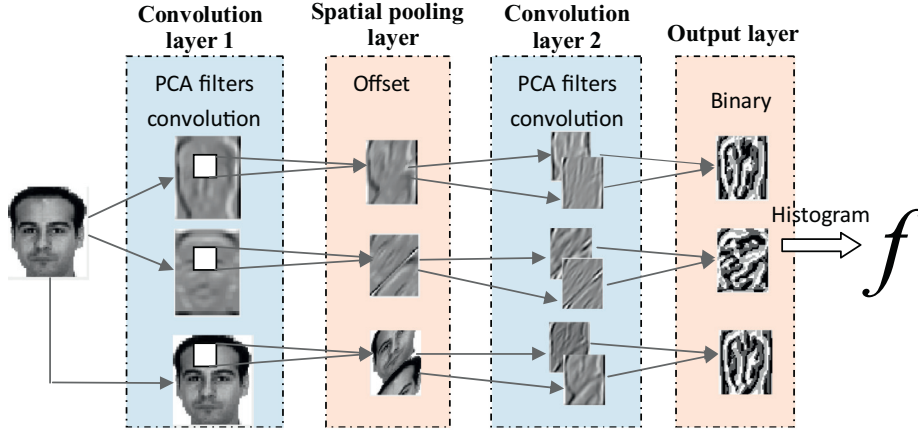 Convolution
layer 1
Spatial pooling
layer
Convolution
layer 2
Output layer
PCA filters
convolution
Offset
PCA filters
convolution
Binary
Histogram
f